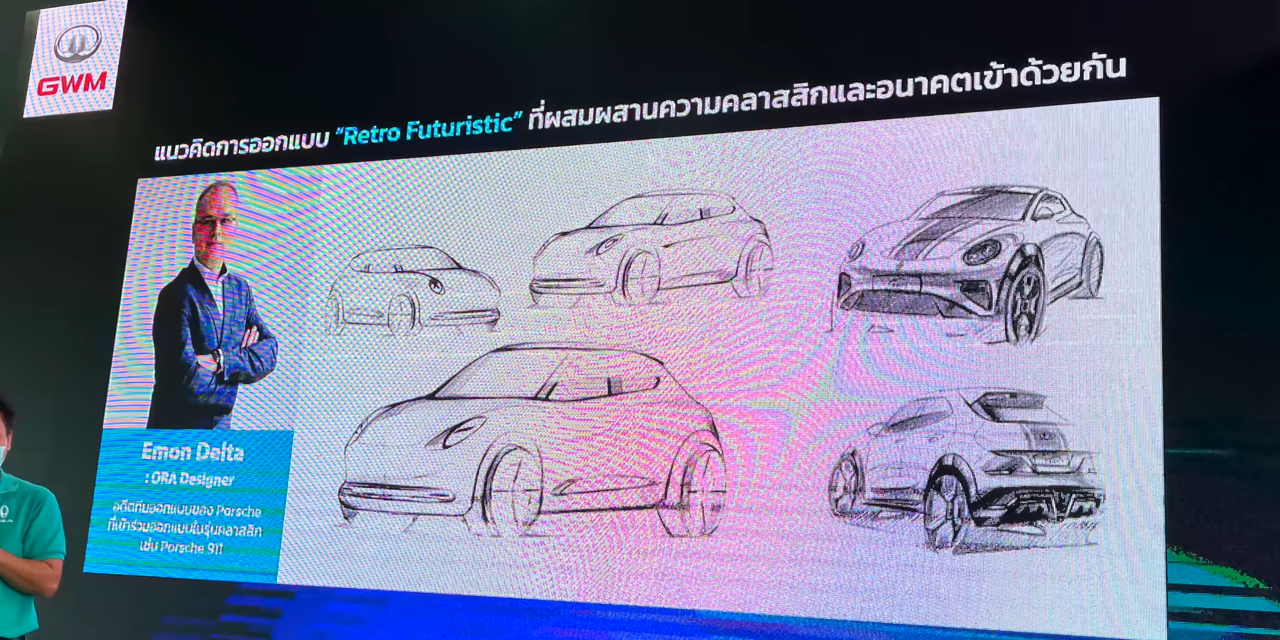 GWM
แนวคิดการออกแบบ “Retro Futuristic” ที่ผสมผสานความคลาสสิกและอนาคตเข้าด้วยกัน
Emon Delta
: ORA Designer
อดีตทีมออกแบบของ Porsche
ที่เข้าร่วมออกแบบในรุ่นคลาสสิก
เช่น Porsche 911